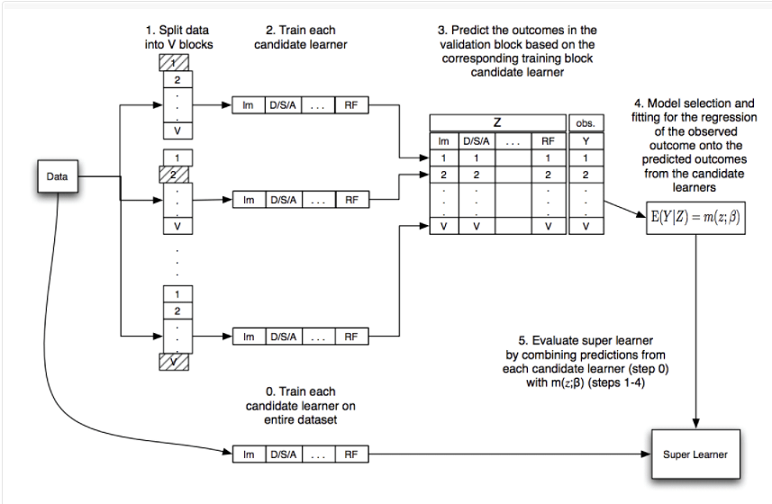 1. Split data
into V blocks
2. Train each
candidate learner
3. Predict the outcomes in the
validation block based on the
corresponding training block
candidate learner
1
2
.
.
.
V
lm D/S/A ... RF
Z obs.
lm D/S/A ... RF Y
1 1 1 1
2 2 2 2
. . . .
. . . .
. . . .
V V V V
4. Model selection and
fitting for the regression
of the observed
outcome onto the
predicted outcomes
from the candidate
learners
E(Y|Z) = m(z; β)
Data
1
2
.
.
.
V
lm D/S/A ... RF
.
.
.
1
2
.
.
.
V
lm D/S/A ... RF
5. Evaluate super learner
by combining predictions from
each candidate learner (step 0)
with m(z;β) (steps 1-4)
0. Train each
candidate learner on
entire dataset
lm D/S/A ... RF
Super Learner